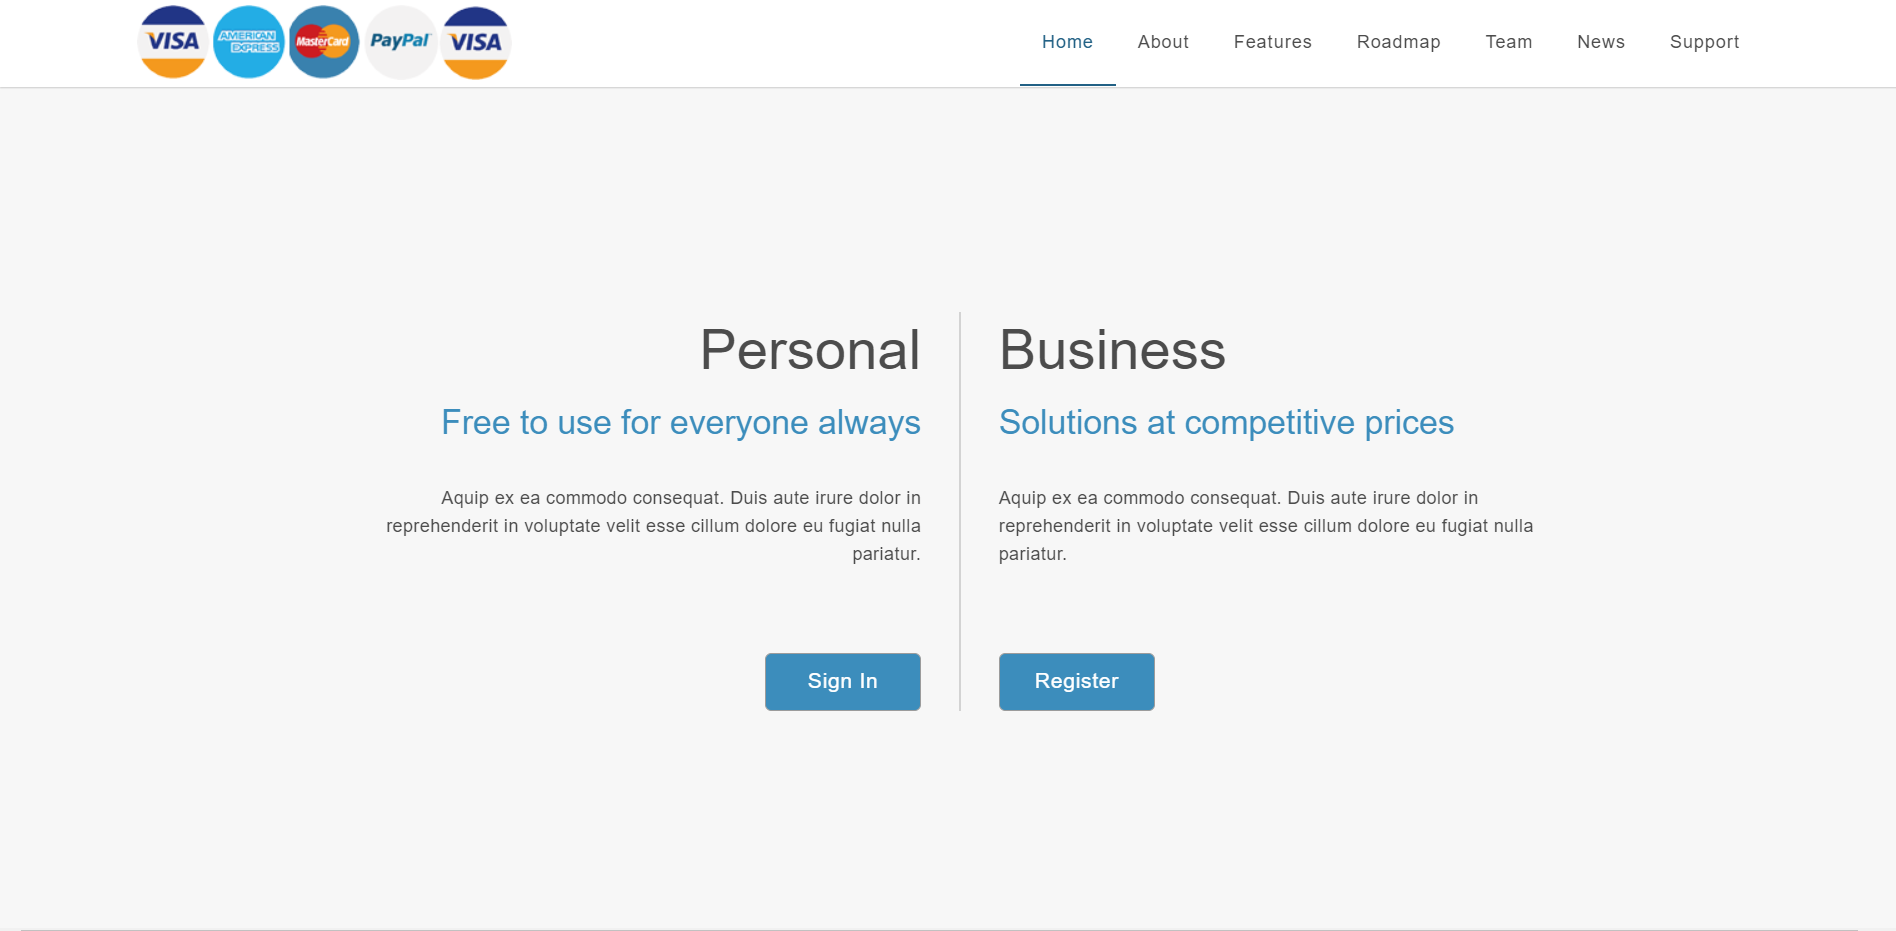 VISA
AMERICAN
EXPRESS
MasterCard
PayPal
VISA
Home About Features Roadmap Team News Support
Personal
Free to use for everyone always
Aquip ex ea commodo consequat. Duis aute irure dolor in
reprehenderit in voluptate velit esse cillum dolore eu fugiat nulla
pariatur.
Sign In
Business
Solutions at competitive prices
Aquip ex ea commodo consequat. Duis aute irure dolor in
reprehenderit in voluptate velit esse cillum dolore eu fugiat nulla
pariatur.
Register